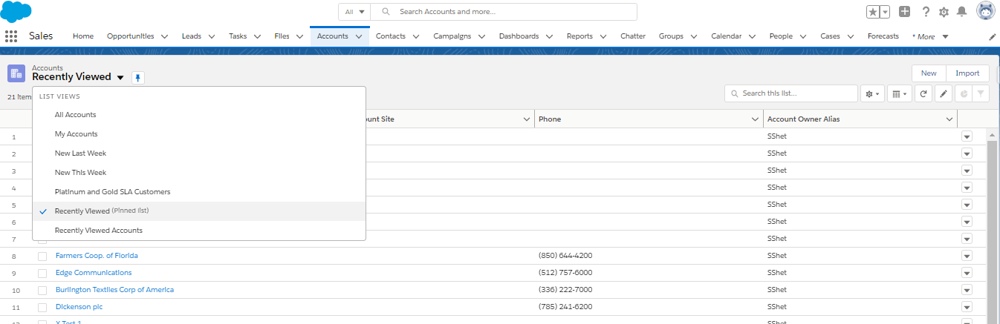 All Search Accounts and more...
Sales Home Opportunities Leads Tasks Files Accounts Contacts Campaigns Dashboards Reports Chatter Groups Calendar People Cases Forecasts * More
Accounts
Recently Viewed New Import
21 Item Search this list...
LIST VIEWS
All Accounts
My Accounts
New Last Week
New This Week
Platinum and Gold SLA Customers
Recently Viewed (Pinned list)
Recently Viewed Accounts
ount Site Phone Account Owner Alias
1 SShet
2 SShet
3 SShet
4 SShet
5 SShet
6 SShet
7 SShet
8 Farmers Coop. of Florida (850) 644-4200 SShet
9 Edge Communications (512) 757-6000 SShet
10 Burlington Textiles Corp of America (336) 222-7000 SShet
11 Dickenson plc (785) 241-6200 SShet
12 X Test 1 SShet